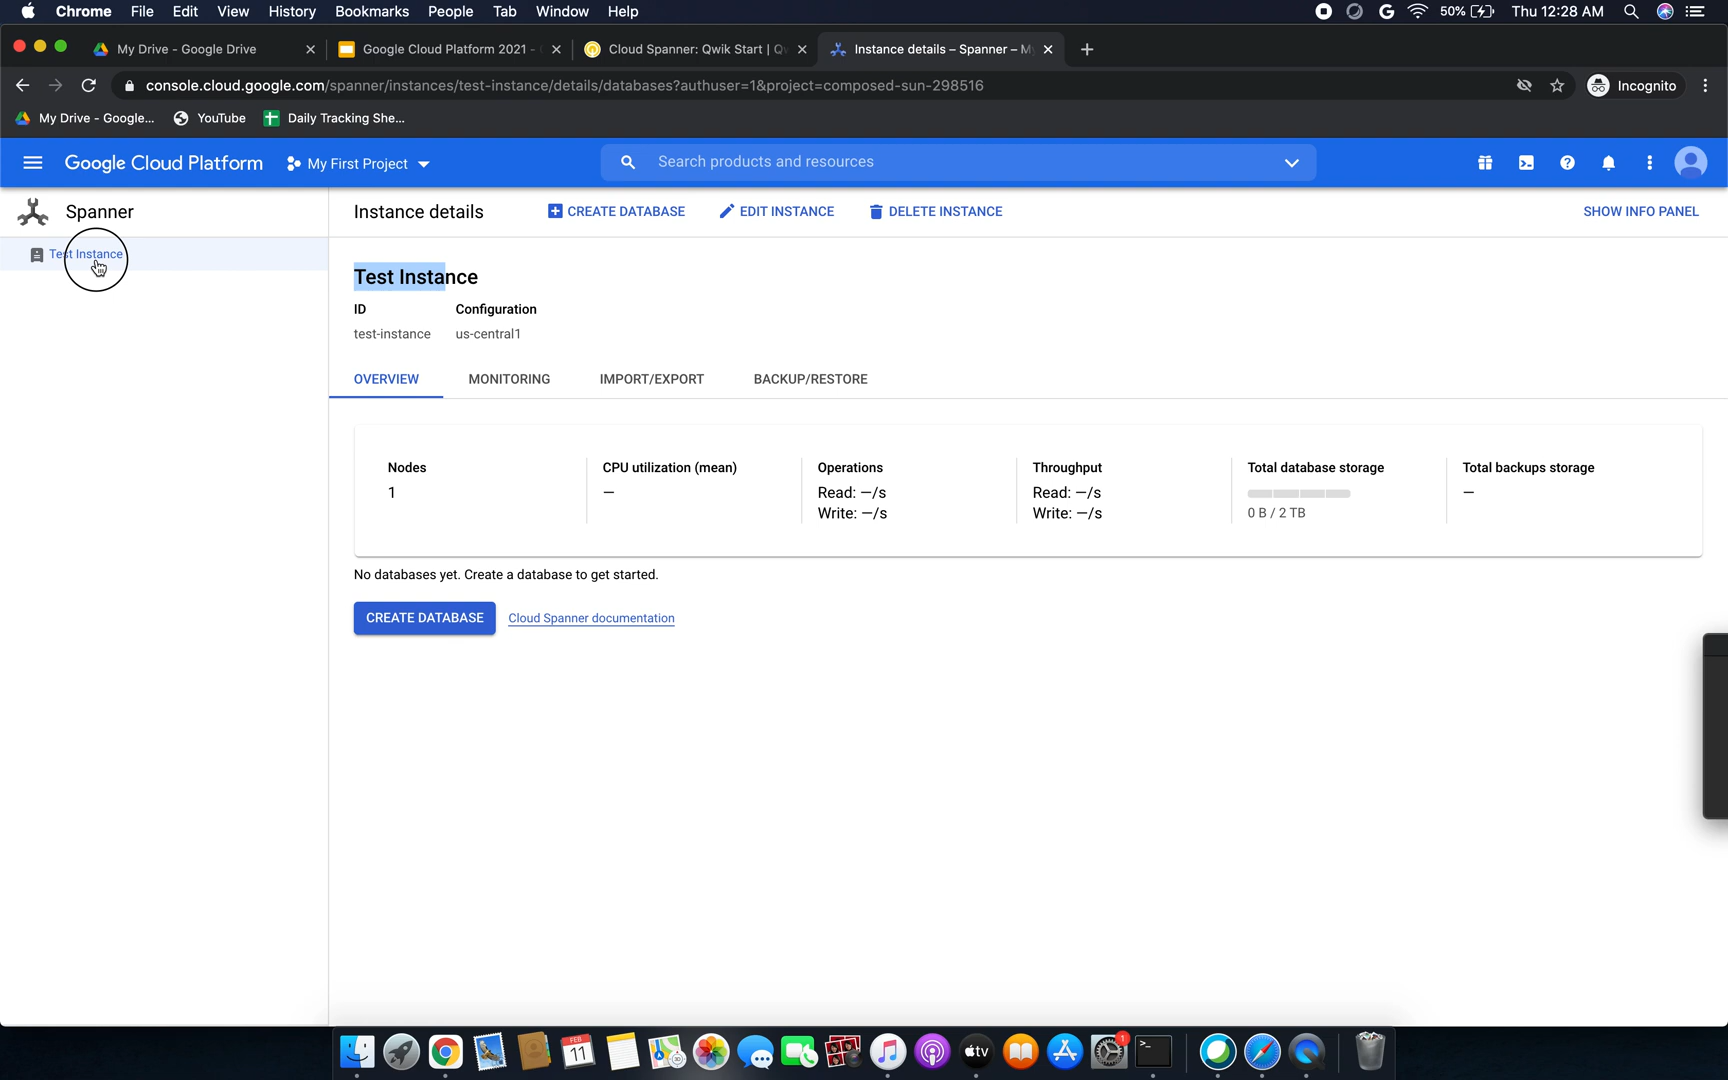 Chrome File Edit View History Bookmarks People Tab Window Help 50% Thu 12:28 AM
My Drive - Google Drive Google Cloud Platform 2021 - Cloud Spanner: Qwik Start | Qw Instance details – Spanner – M
console.cloud.google.com/spanner/instances/test-instance/details/databases?authuser=1&project=composed-sun-298516 Incognito
My Drive - Google... YouTube Daily Tracking She...
Google Cloud Platform My First Project Search products and resources
Spanner Instance details CREATE DATABASE EDIT INSTANCE DELETE INSTANCE SHOW INFO PANEL
Test Instance
Test Instance
ID Configuration
test-instance us-central1
OVERVIEW MONITORING IMPORT/EXPORT BACKUP/RESTORE
Nodes CPU utilization (mean) Operations Throughput Total database storage Total backups storage
1 — Read: —/s Read: —/s —
Write: —/s Write: —/s 0 B / 2 TB
No databases yet. Create a database to get started.
CREATE DATABASE Cloud Spanner documentation
FEB
11
tv
1